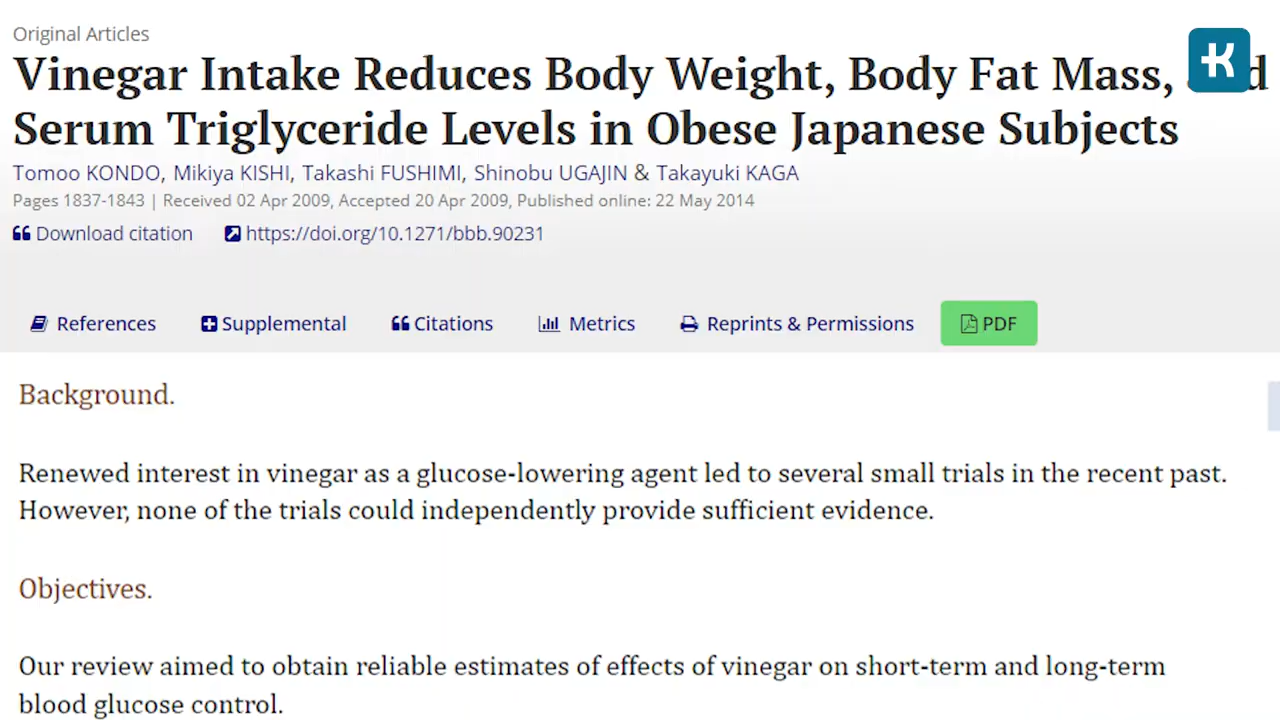 Original Articles
Vinegar Intake Reduces Body Weight, Body Fat Mass,
Serum Triglyceride Levels in Obese Japanese Subjects
Tomoo KONDO, Mikiya KISHI, Takashi FUSHIMI, Shinobu UGAJIN & Takayuki KAGA
Pages 1837-1843 | Received 02 Apr 2009, Accepted 20 Apr 2009, Published online: 22 May 2014
Download citation https://doi.org/10.1271/bbb.90231
References Supplemental Citations Metrics Reprints & Permissions PDF
Background.
Renewed interest in vinegar as a glucose-lowering agent led to several small trials in the recent past.
However, none of the trials could independently provide sufficient evidence.
Objectives.
Our review aimed to obtain reliable estimates of effects of vinegar on short-term and long-term
blood glucose control.